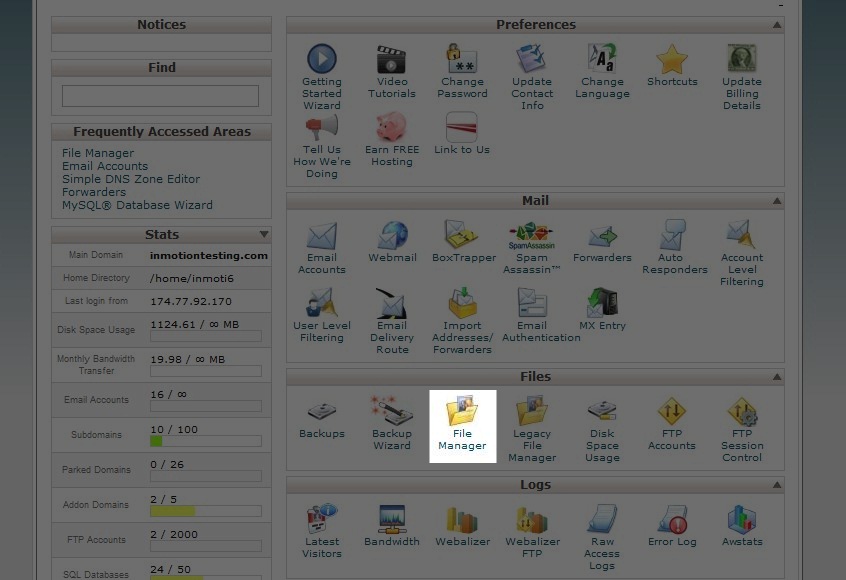 Notices
Find
Frequently Accessed Areas
File Manager
Email Accounts
Simple DNS Zone Editor
Forwarders
MySQL® Database Wizard
Stats
Main Domain inmotiontesting.com
Home Directory /home/inmoti6
Last login from 174.77.92.170
Disk Space Usage 1124.61 / ∞ MB
Monthly Bandwidth
Transfer
19.98 / ∞ MB
Email Accounts 16 / ∞
Subdomains 10 / 100
Parked Domains 0 / 26
Addon Domains 2 / 5
FTP Accounts 2 / 2000
SQL Databases 24 / 50
Preferences
Getting
Started
Wizard
Video
Tutorials
Change
Password
Update
Contact
Info
Change
Language
Shortcuts
Update
Billing
Details
Tell Us
How We're
Doing
Earn FREE
Hosting
Link to Us
Mail
Email
Accounts
Webmail
BoxTrapper
SpamAssassin
Spam
Assassin™
Forwarders
Auto
Responders
Account
Level
Filtering
User Level
Filtering
Email
Delivery
Route
Import
Addresses/
Forwarders
Email
Authentication
MX Entry
Files
Backups
Backup
Wizard
File
Manager
Legacy
File
Manager
Disk
Space
Usage
FTP
Accounts
FTP
Session
Control
Logs
Latest
Visitors
Bandwidth
Webalizer
Webalizer
FTP
Raw
Access
Logs
Error Log
Awstats